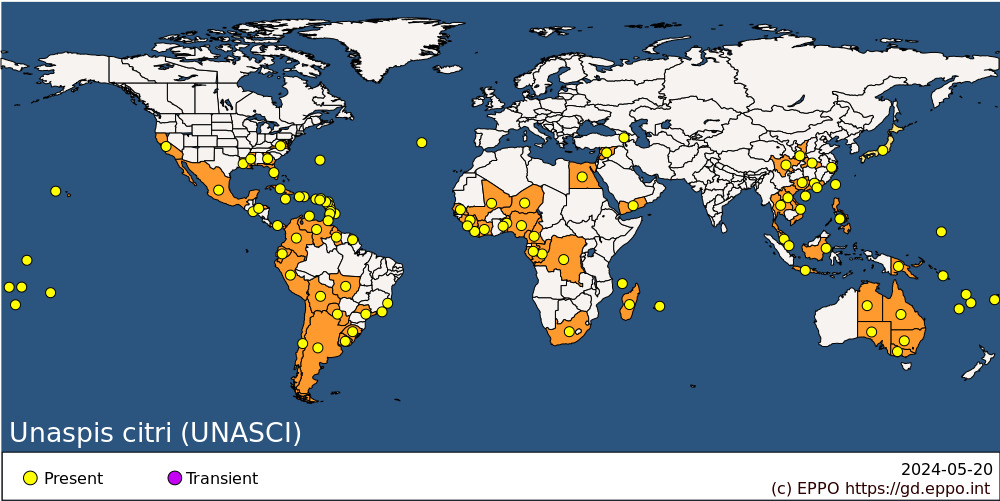 Unaspis citri (UNASCI)
Present
Transient
2024-05-20
(c) EPPO https://gd.eppo.int